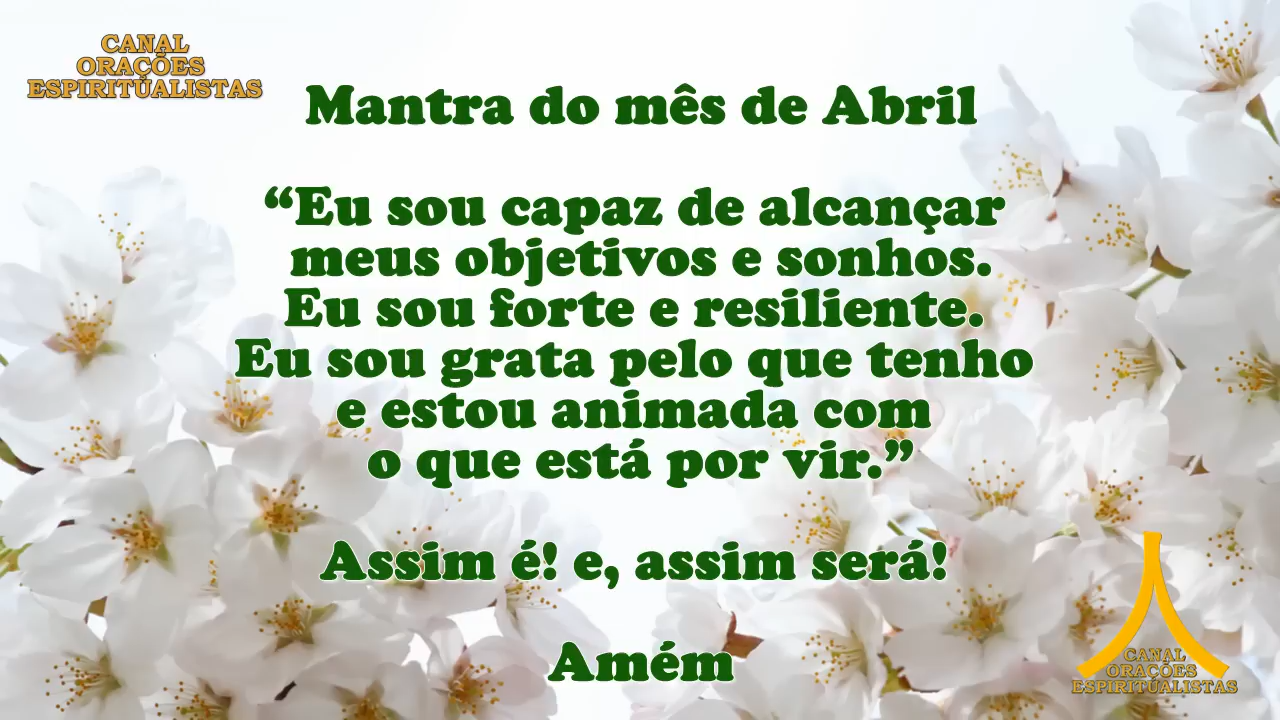 CANAL
ORAÇÕES
ESPIRITUALISTAS
Mantra do mês de Abril
“Eu sou capaz de alcançar
meus objetivos e sonhos.
Eu sou forte e resiliente.
Eu sou grata pelo que tenho
e estou animada com
o que está por vir.”
Assim é! e, assim será!
Amém
CANAL
ORAÇÕES
ESPIRITUALISTAS